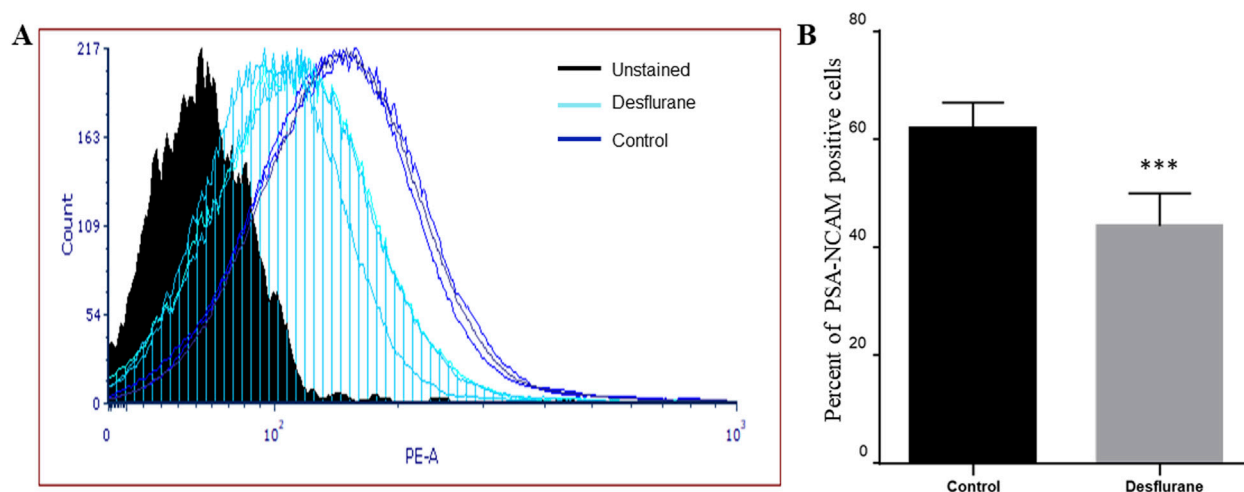 A
217
163
109
54
0
Count
0
10²
10³
PE-A
Unstained
Desflurane
Control
B
80
60
40
20
0
Percent of PSA-NCAM positive cells
***
Control
Desflurane